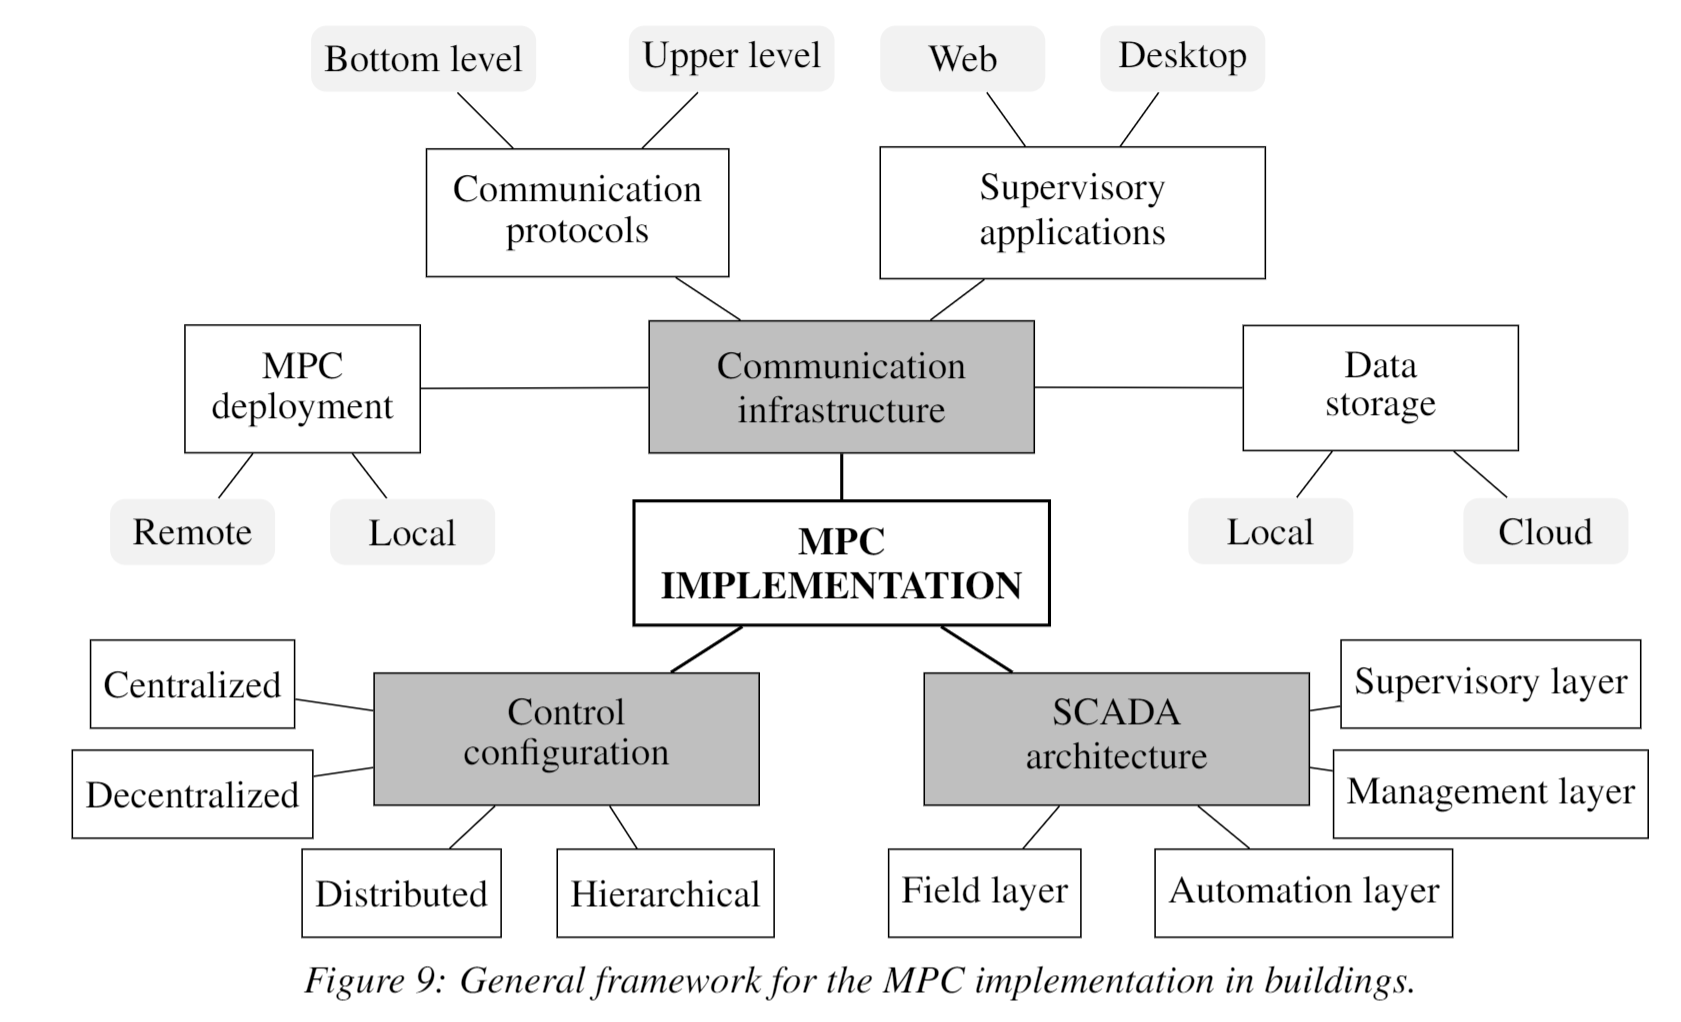 Bottom level
Upper level
Web
Desktop
Communication
protocols
Supervisory
applications
MPC
deployment
Communication
infrastructure
Data
storage
Remote
Local
Local
Cloud
MPC
IMPLEMENTATION
Centralized
Decentralized
Control
configuration
SCADA
architecture
Supervisory layer
Management layer
Distributed
Hierarchical
Field layer
Automation layer
Figure 9: General framework for the MPC implementation in buildings.